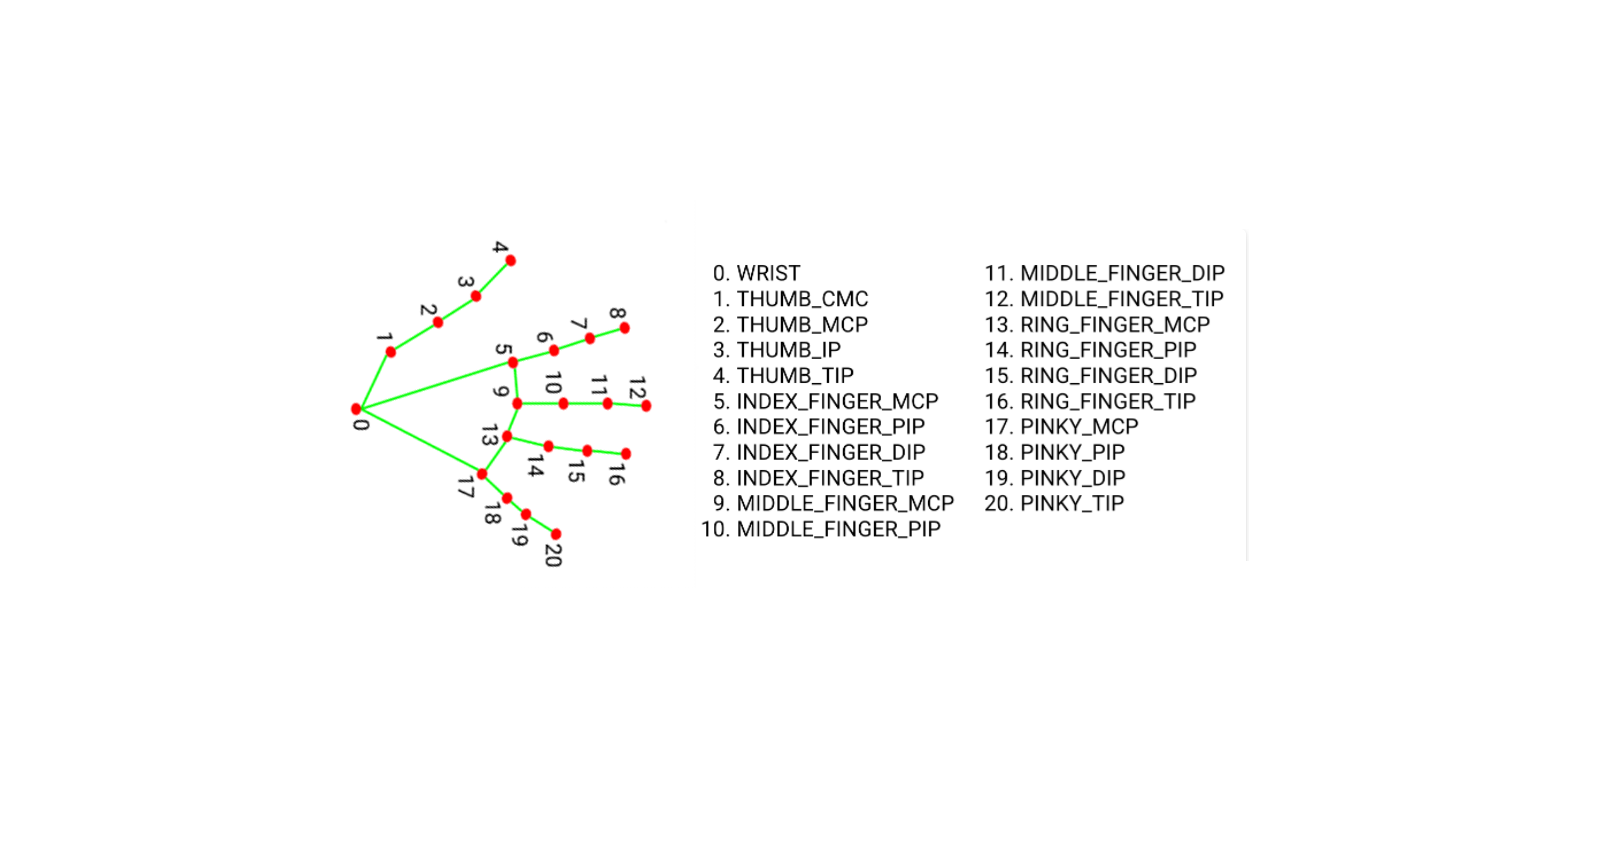 4
3
2
1
0
8
7
6
5
12
11
10
9
13
14
15
16
17
18
19
20
0. WRIST
1. THUMB_CMC
2. THUMB_MCP
3. THUMB_IP
4. THUMB_TIP
5. INDEX_FINGER_MCP
6. INDEX_FINGER_PIP
7. INDEX_FINGER_DIP
8. INDEX_FINGER_TIP
9. MIDDLE_FINGER_MCP
10. MIDDLE_FINGER_PIP
11. MIDDLE_FINGER_DIP
12. MIDDLE_FINGER_TIP
13. RING_FINGER_MCP
14. RING_FINGER_PIP
15. RING_FINGER_DIP
16. RING_FINGER_TIP
17. PINKY_MCP
18. PINKY_PIP
19. PINKY_DIP
20. PINKY_TIP